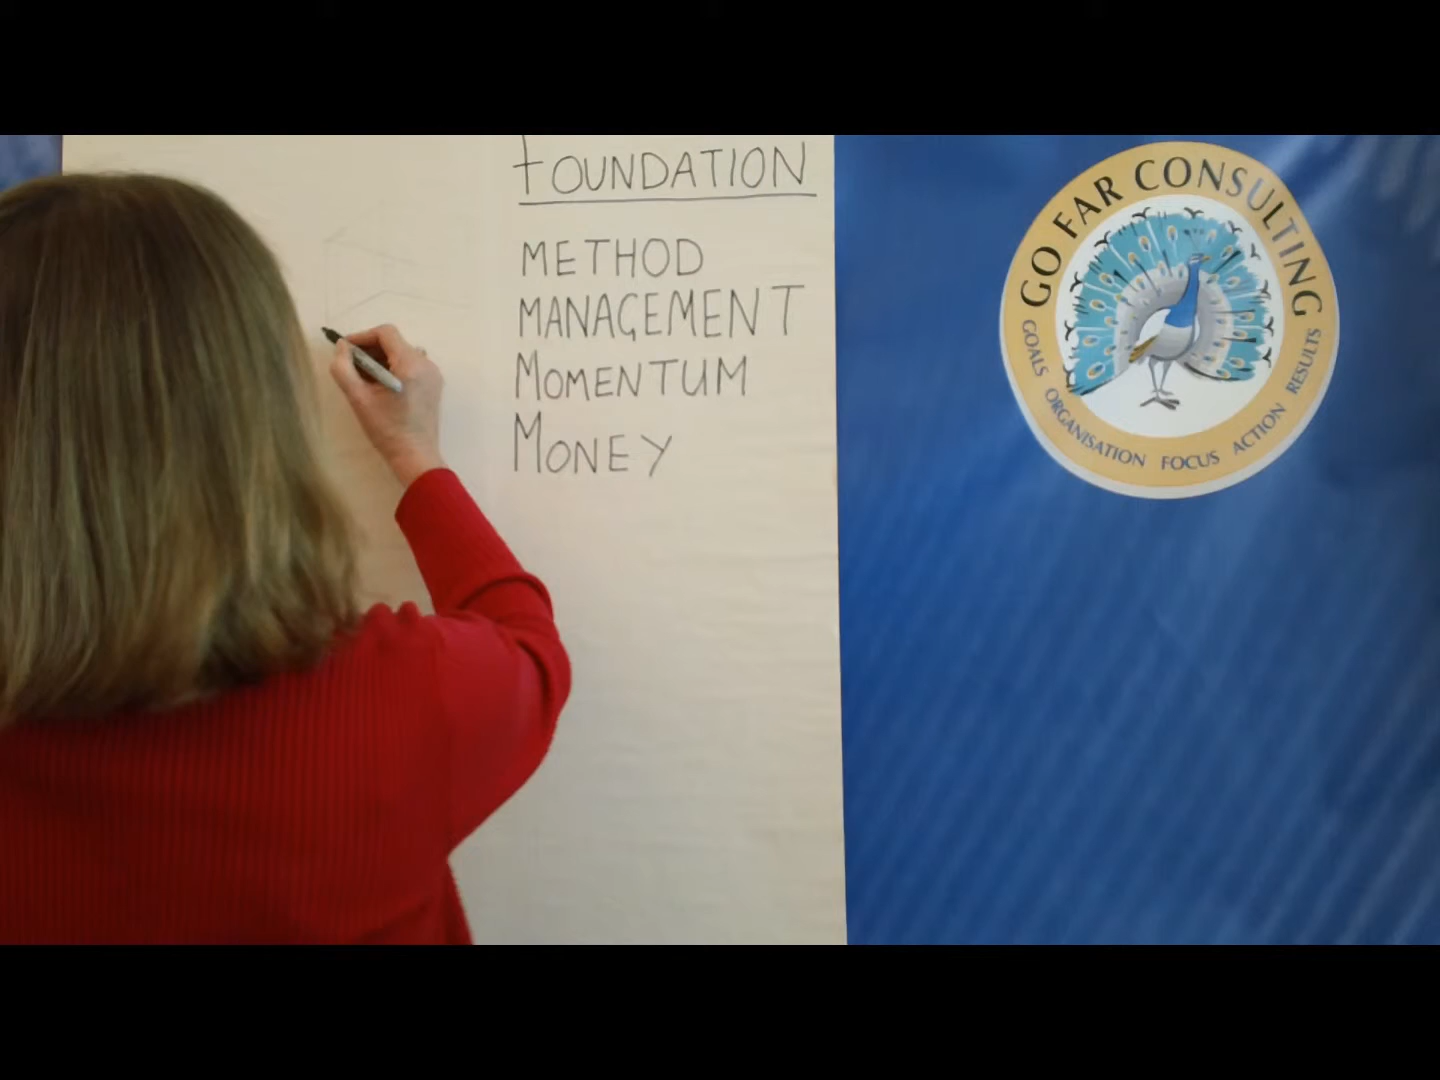 FOUNDATION
METHOD
MANAGEMENT
MOMENTUM
MONEY
GO FAR CONSULTING
GOALS ORGANISATION FOCUS ACTION RESULTS